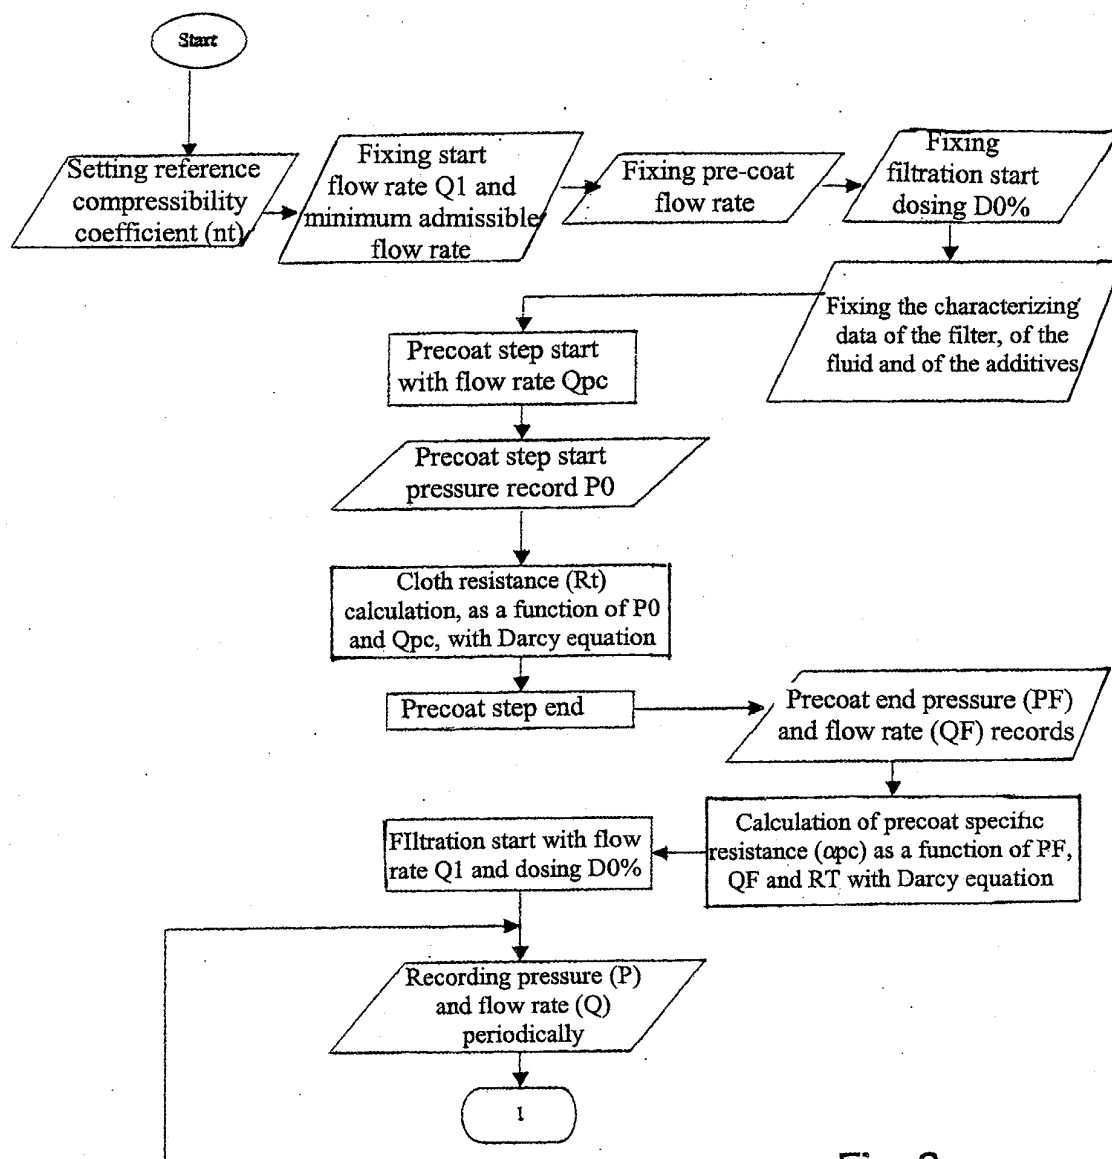 Start
Setting reference
compressibility
coefficient (nt)
Fixing start
flow rate Q1 and
minimum admissible
flow rate
Fixing pre-coat
flow rate
Fixing
filtration start
dosing D0%
Fixing the characterizing
data of the filter, of the
fluid and of the additives
Precoat step start
with flow rate Qpc
Precoat step start
pressure record P0
Cloth resistance (Rt)
calculation, as a function of P0
and Qpc, with Darcy equation
Precoat step end
Precoat end pressure (PF)
and flow rate (QF) records
Calculation of precoat specific
resistance (αpc) as a function of PF,
QF and RT with Darcy equation
FIltration start with flow
rate Q1 and dosing D0%
Recording pressure (P)
and flow rate (Q)
periodically
1